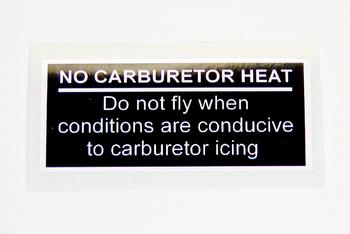 NO CARBURETOR HEAT
Do not fly when
conditions are conducive
to carburetor icing